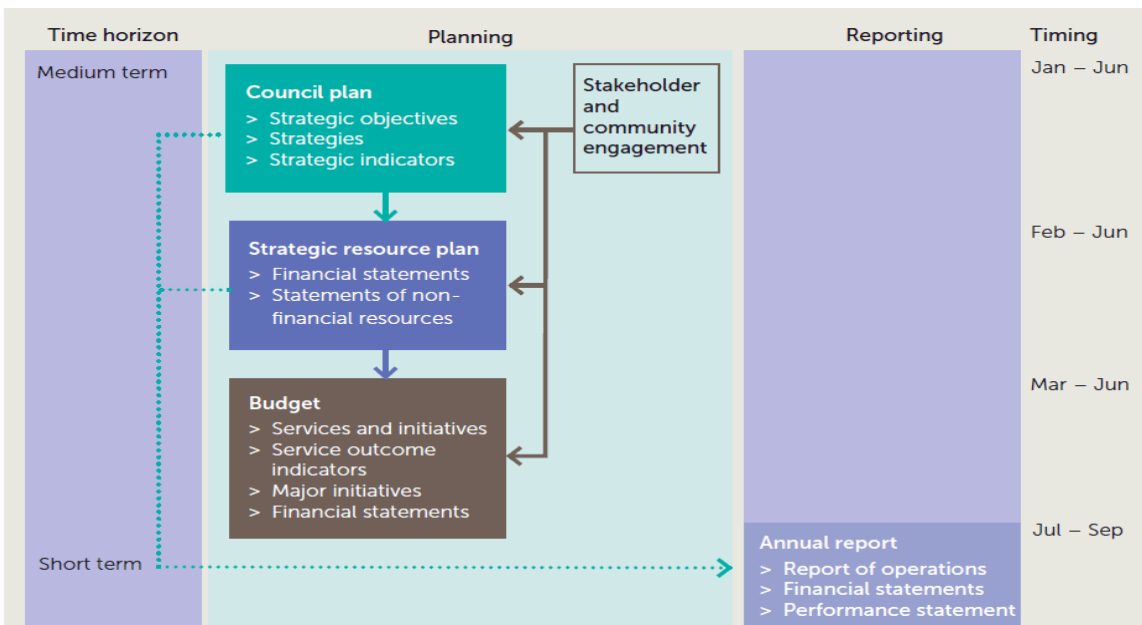 Time horizon
Planning
Reporting
Timing
Medium term
Jan – Jun
Council plan
> Strategic objectives
> Strategies
> Strategic indicators
Stakeholder
and
community
engagement
Feb – Jun
Strategic resource plan
> Financial statements
> Statements of non-
financial resources
Mar – Jun
Budget
> Services and initiatives
> Service outcome
indicators
> Major initiatives
> Financial statements
Jul – Sep
Short term
Annual report
> Report of operations
> Financial statements
> Performance statement